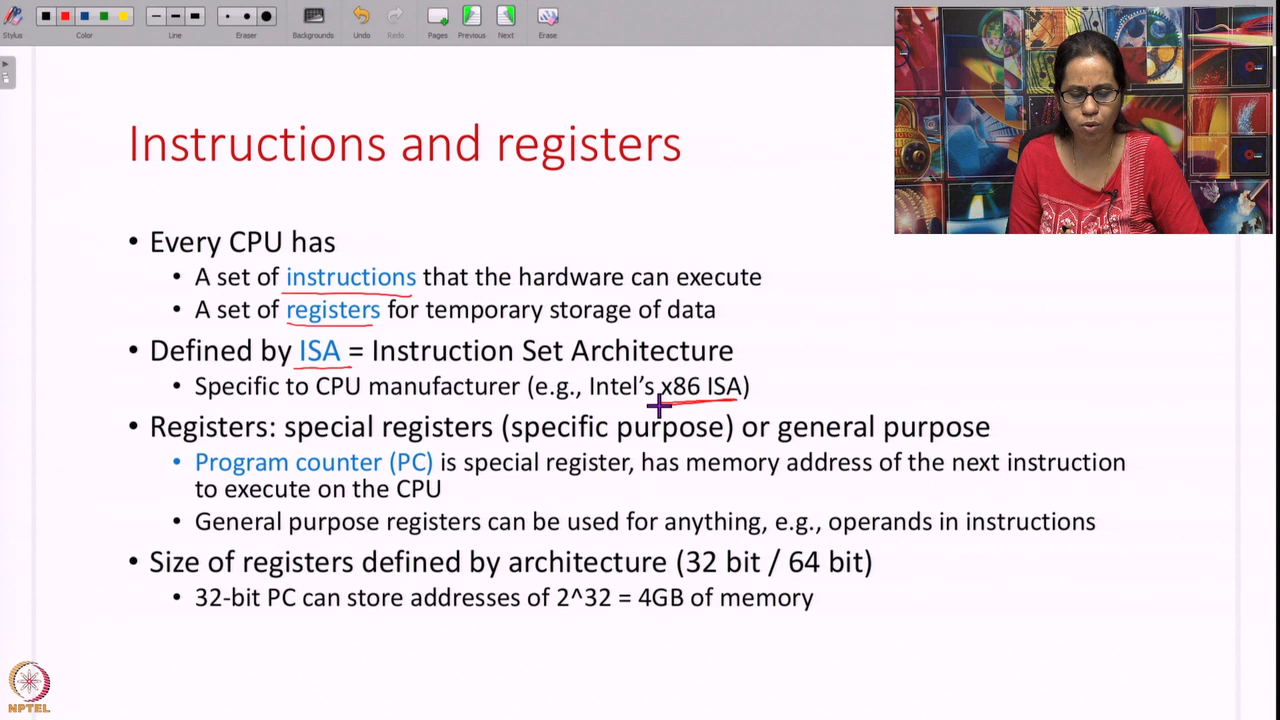 Stylus
Color
Line
Eraser
Backgrounds
Undo
Redo
Pages
Previous
Next
Erase
Instructions and registers
• Every CPU has
• A set of instructions that the hardware can execute
• A set of registers for temporary storage of data
• Defined by ISA = Instruction Set Architecture
• Specific to CPU manufacturer (e.g., Intel’s x86 ISA)
• Registers: special registers (specific purpose) or general purpose
• Program counter (PC) is special register, has memory address of the next instruction
to execute on the CPU
• General purpose registers can be used for anything, e.g., operands in instructions
• Size of registers defined by architecture (32 bit / 64 bit)
• 32-bit PC can store addresses of 2^32 = 4GB of memory
NPTEL